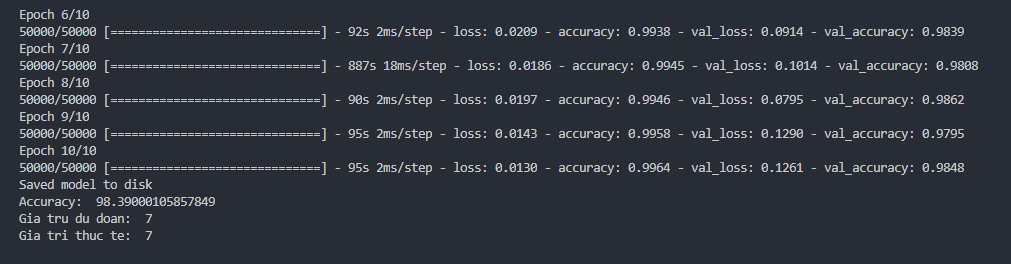 Epoch 6/10
50000/50000 [==============================] - 92s 2ms/step - loss: 0.0209 - accuracy: 0.9938 - val_loss: 0.0914 - val_accuracy: 0.9839
Epoch 7/10
50000/50000 [==============================] - 887s 18ms/step - loss: 0.0186 - accuracy: 0.9945 - val_loss: 0.1014 - val_accuracy: 0.9808
Epoch 8/10
50000/50000 [==============================] - 90s 2ms/step - loss: 0.0197 - accuracy: 0.9946 - val_loss: 0.0795 - val_accuracy: 0.9862
Epoch 9/10
50000/50000 [==============================] - 95s 2ms/step - loss: 0.0143 - accuracy: 0.9958 - val_loss: 0.1290 - val_accuracy: 0.9795
Epoch 10/10
50000/50000 [==============================] - 95s 2ms/step - loss: 0.0130 - accuracy: 0.9964 - val_loss: 0.1261 - val_accuracy: 0.9848
Saved model to disk
Accuracy:  98.39000105857849
Gia tru du doan:  7
Gia tri thuc te:  7